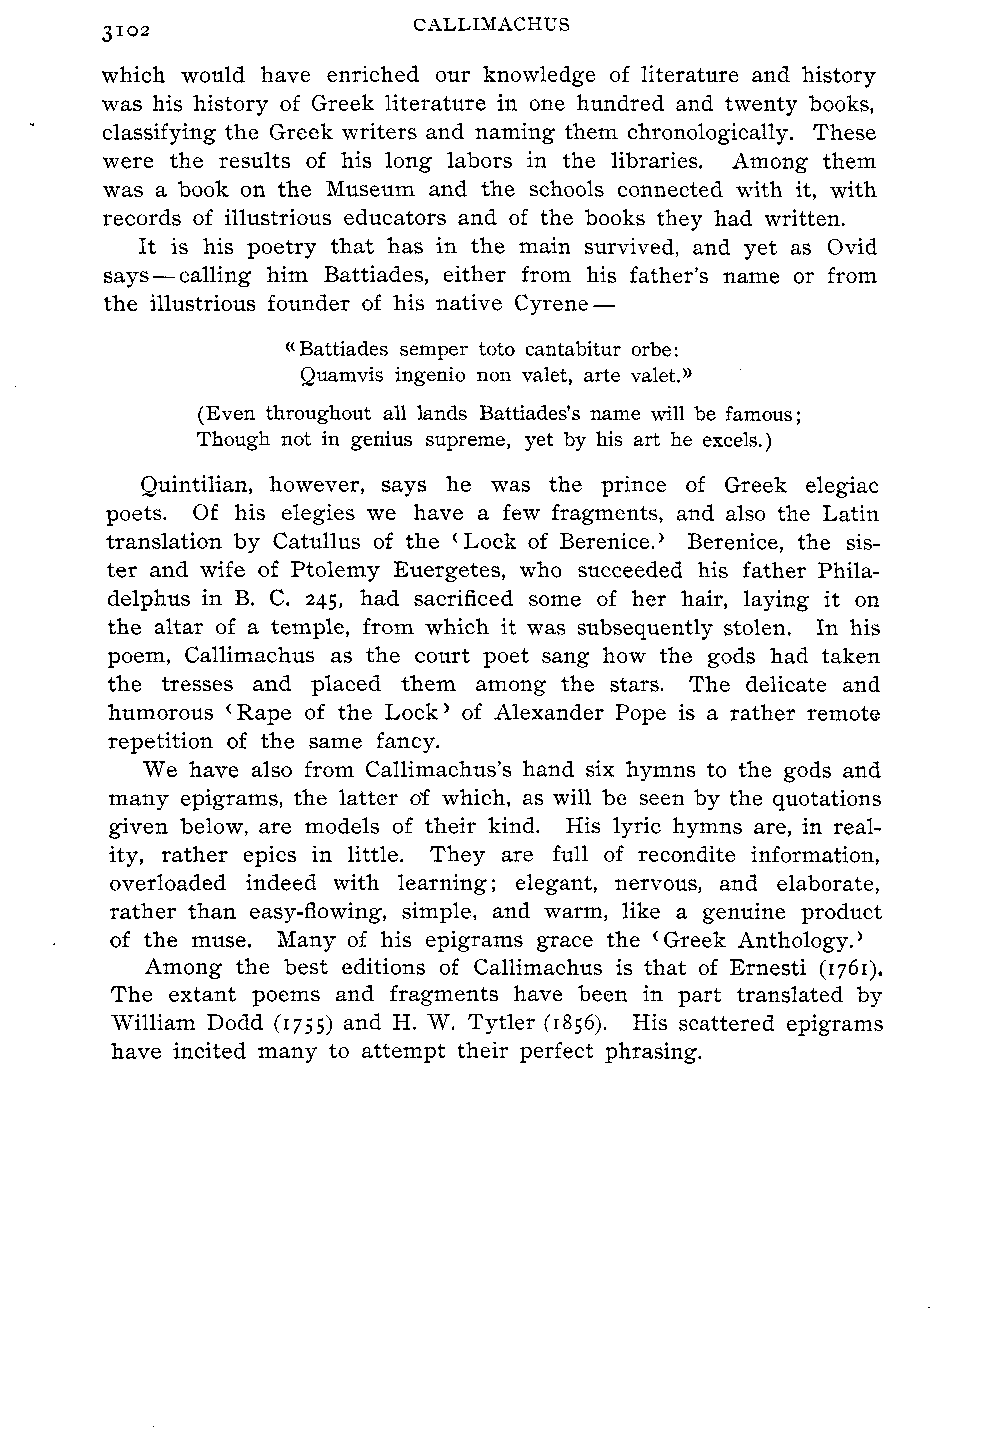 3102
CALLIMACHUS
which would have enriched our knowledge of literature and history
was his history of Greek literature in one hundred and twenty books,
classifying the Greek writers and naming them chronologically. These
were the results of his long labors in the libraries. Among them
was a book on the Museum and the schools connected with it, with
records of illustrious educators and of the books they had written.
It is his poetry that has in the main survived, and yet as Ovid
says—calling him Battiades, either from his father's name or from
the illustrious founder of his native Cyrene—
«Battiades semper toto cantabitur orbe:
Quamvis ingenio non valet, arte valet.»
(Even throughout all lands Battiades's name will be famous;
Though not in genius supreme, yet by his art he excels.)
Quintilian, however, says he was the prince of Greek elegiac
poets. Of his elegies we have a few fragments, and also the Latin
translation by Catullus of the ‹Lock of Berenice.› Berenice, the sis-
ter and wife of Ptolemy Euergetes, who succeeded his father Phila-
delphus in B. C. 245, had sacrificed some of her hair, laying it on
the altar of a temple, from which it was subsequently stolen. In his
poem, Callimachus as the court poet sang how the gods had taken
the tresses and placed them among the stars. The delicate and
humorous ‹Rape of the Lock› of Alexander Pope is a rather remote
repetition of the same fancy.
We have also from Callimachus's hand six hymns to the gods and
many epigrams, the latter of which, as will be seen by the quotations
given below, are models of their kind. His lyric hymns are, in real-
ity, rather epics in little. They are full of recondite information,
overloaded indeed with learning; elegant, nervous, and elaborate,
rather than easy-flowing, simple, and warm, like a genuine product
of the muse. Many of his epigrams grace the ‹Greek Anthology.›
Among the best editions of Callimachus is that of Ernesti (1761).
The extant poems and fragments have been in part translated by
William Dodd (1755) and H. W. Tytler (1856). His scattered epigrams
have incited many to attempt their perfect phrasing.